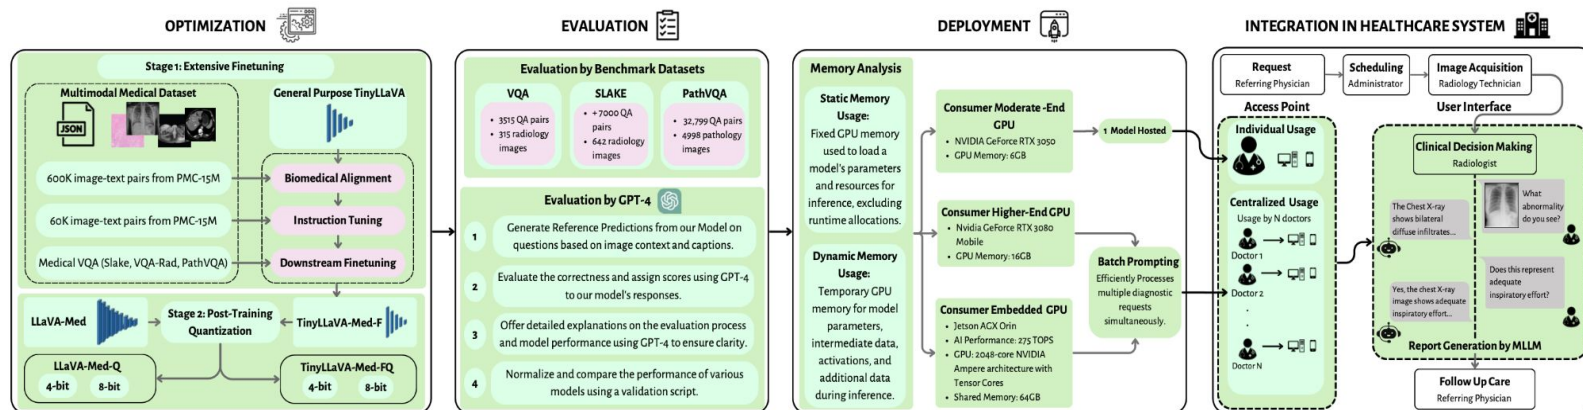 OPTIMIZATION
Stage 1: Extensive Finetuning
Multimodal Medical Dataset
JSON
General Purpose TinyLLaVA
600K image-text pairs from PMC-15M
Biomedical Alignment
60K image-text pairs from PMC-15M
Instruction Tuning
Medical VQA (Slake, VQA-Rad, PathVQA)
Downstream Finetuning
LLaVA-Med
Stage 2: Post-Training
Quantization
TinyLLaVA-Med-F
LLaVA-Med-Q
4-bit
8-bit
TinyLLaVA-Med-FQ
4-bit
8-bit
EVALUATION
Evaluation by Benchmark Datasets
VQA
• 3515 QA pairs
• 315 radiology
images
SLAKE
• +7000 QA
pairs
• 642 radiology
images
PathVQA
• 32,799 QA pairs
• 4998 pathology
images
Evaluation by GPT-4
1
Generate Reference Predictions from our Model on
questions based on image context and captions.
2
Evaluate the correctness and assign scores using GPT-4
to our model's responses.
3
Offer detailed explanations on the evaluation process
and model performance using GPT-4 to ensure clarity.
4
Normalize and compare the performance of various
models using a validation script.
DEPLOYMENT
Memory Analysis
Static Memory
Usage:
Fixed GPU memory
used to load a
model's parameters
and resources for
inference, excluding
runtime allocations.
Dynamic Memory
Usage:
Temporary GPU
memory for model
parameters,
intermediate data,
activations, and
additional data
during inference.
Consumer Moderate -End
GPU
• NVIDIA GeForce RTX 3050
• GPU Memory: 6GB
1 Model Hosted
Consumer Higher-End GPU
• Nvidia GeForce RTX 3080
Mobile
• GPU Memory: 16GB
Batch Prompting
Efficiently Processes
multiple diagnostic
requests
simultaneously.
Consumer Embedded GPU
• Jetson AGX Orin
• AI Performance: 275 TOPS
• GPU: 2048-core NVIDIA
Ampere architecture with
Tensor Cores
• Shared Memory: 64GB
INTEGRATION IN HEALTHCARE SYSTEM
Request
Referring Physician
Scheduling
Administrator
Image Acquisition
Radiology Technician
Access Point
Individual Usage
Centralized Usage
Usage by N doctors
Doctor 1
Doctor 2
.
.
.
Doctor N
User Interface
Clinical Decision Making
Radiologist
What
abnormality
do you see?
The Chest X-ray
shows bilateral
diffuse infiltrates...
Does this represent
adequate
inspiratory effort?
Yes, the chest X-ray
image shows adequate
inspiratory effort...
Report Generation by MLLM
Follow Up Care
Referring Physician